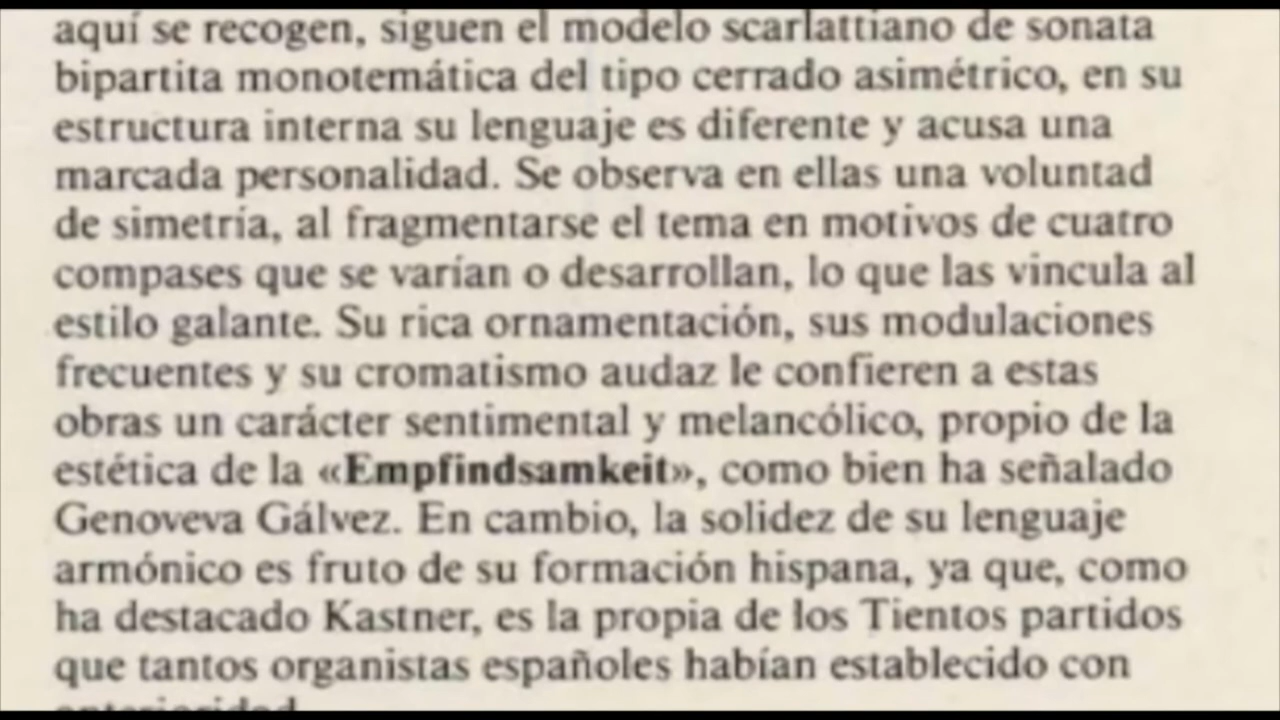 aquí se recogen, siguen el modelo scarlattiano de sonata
bipartita monotemática del tipo cerrado asimétrico, en su
estructura interna su lenguaje es diferente y acusa una
marcada personalidad. Se observa en ellas una voluntad
de simetría, al fragmentarse el tema en motivos de cuatro
compases que se varían o desarrollan, lo que las vincula al
estilo galante. Su rica ornamentación, sus modulaciones
frecuentes y su cromatismo audaz le confieren a estas
obras un carácter sentimental y melancólico, propio de la
estética de la «Empfindsamkeit», como bien ha señalado
Genoveva Gálvez. En cambio, la solidez de su lenguaje
armónico es fruto de su formación hispana, ya que, como
ha destacado Kastner, es la propia de los Tientos partidos
que tantos organistas españoles habían establecido con